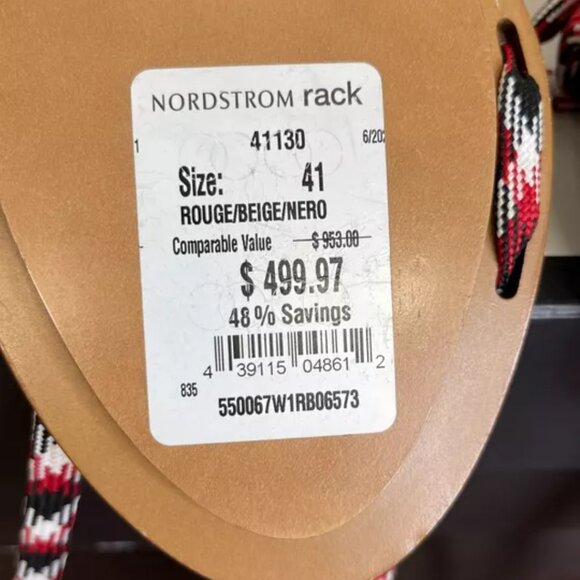 NORDSTROM rack
41130
Size: 41
ROUGE/BEIGE/NERO
Comparable Value $ 953.00
$ 499.97
48% Savings
4 39115 04861 2
835
550067W1RB06573